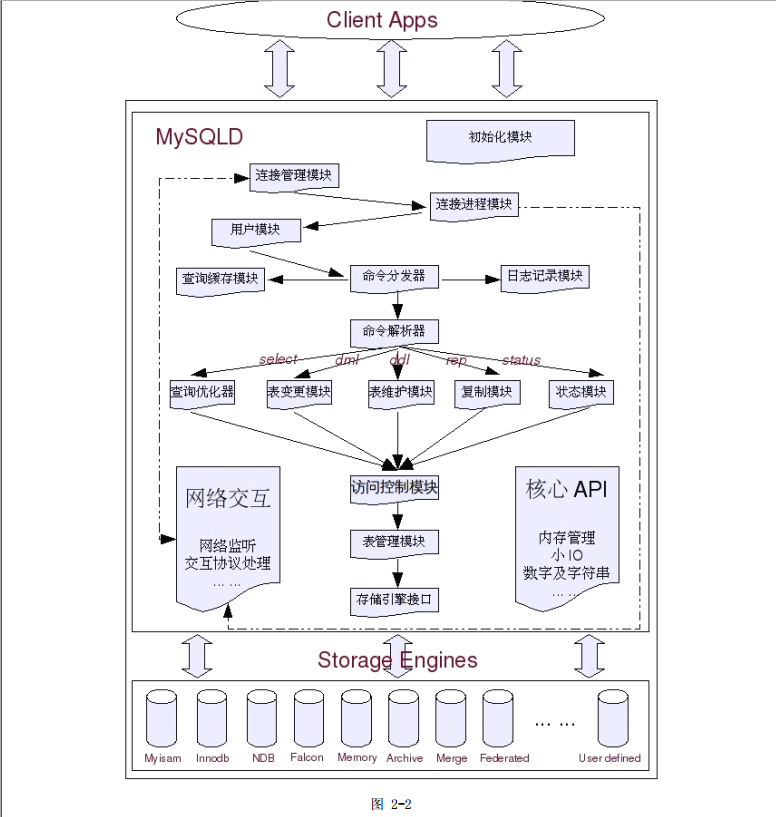 Client Apps
MySQLD
初始化模块
连接管理模块
连接进程模块
用户模块
查询缓存模块
命令分发器
日志记录模块
命令解析器
select
dml
ddl
rep
status
查询优化器
表变更模块
表维护模块
复制模块
状态模块
访问控制模块
网络交互
网络监听
交互协议处理
... ...
核心 API
内存管理
小 IO
数字及字符串
... ...
表管理模块
存储引擎接口
Storage Engines
Myisam
Innodb
NDB
Falcon
Memory
Archive
Merge
Federated
... ...
User defined
图 2-2